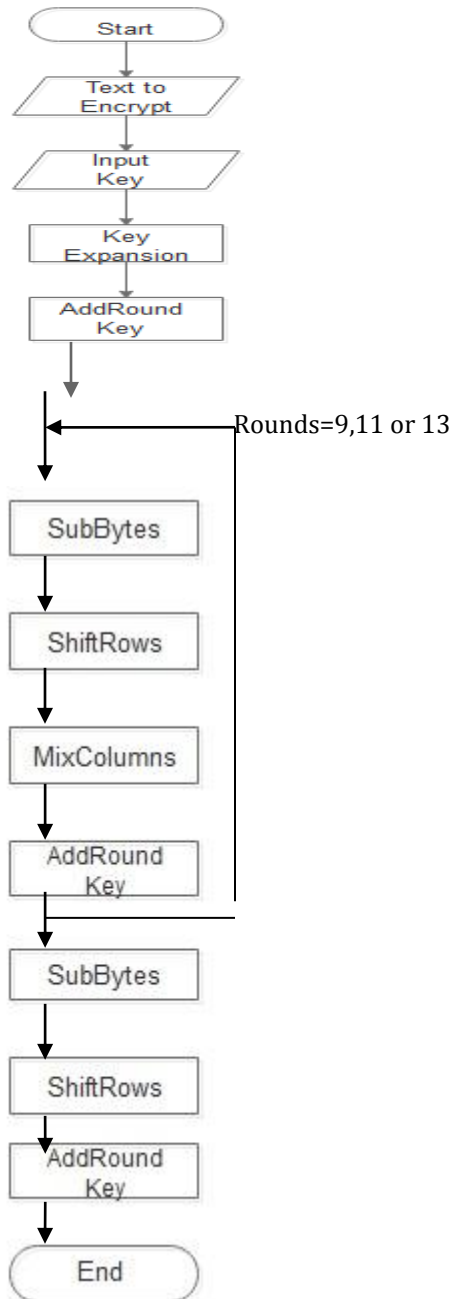 Start
Text to
Encrypt
Input
Key
Key
Expansion
AddRound
Key
Rounds=9,11 or 13
SubBytes
ShiftRows
MixColumns
AddRound
Key
SubBytes
ShiftRows
AddRound
Key
End